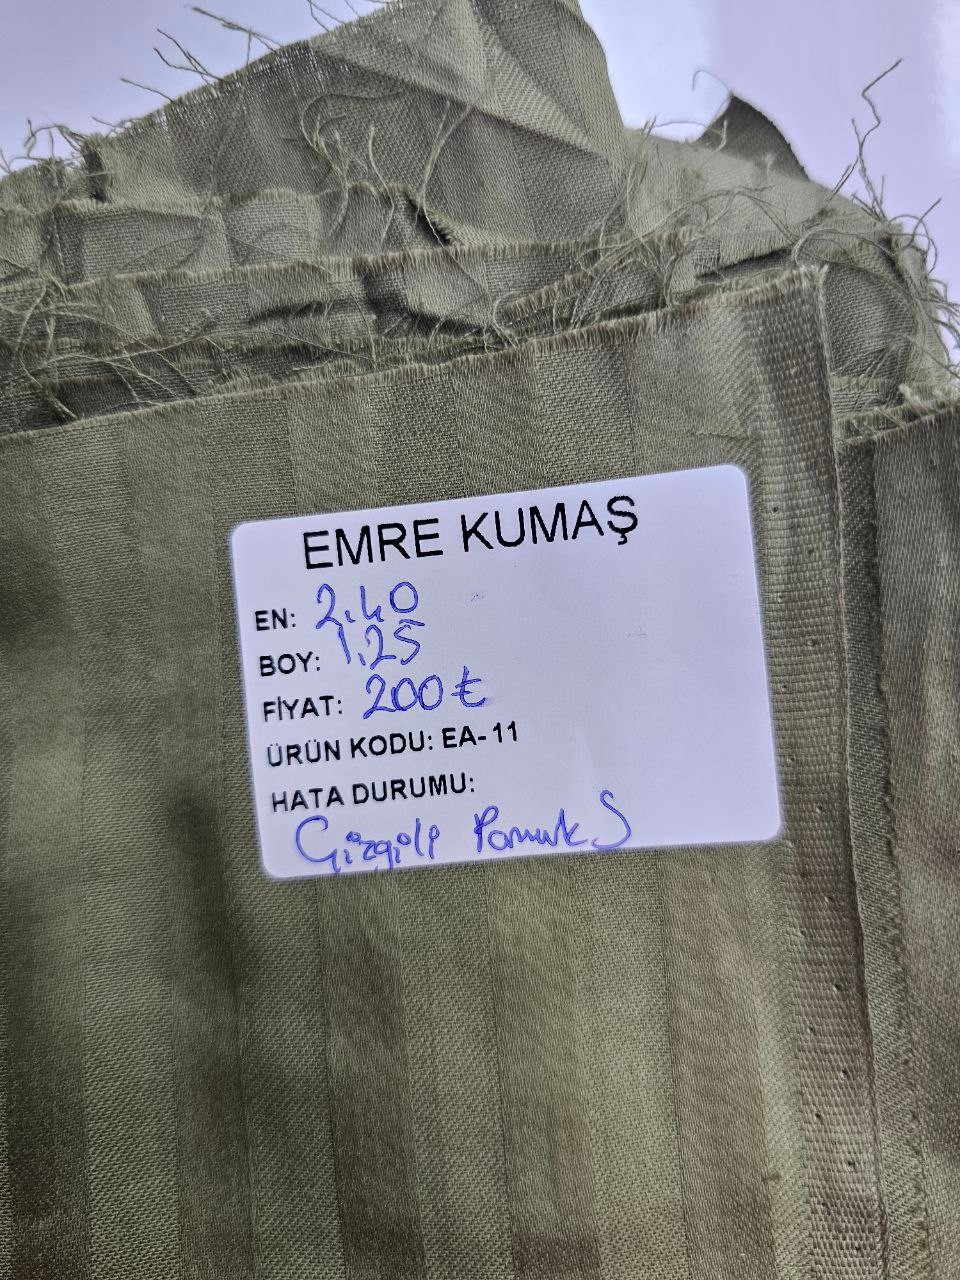 EMRE KUMAŞ
EN: 2.40
BOY: 1.25
FİYAT: 200₺
ÜRÜN KODU: EA-11
HATA DURUMU:
Çizgili Pamuk S